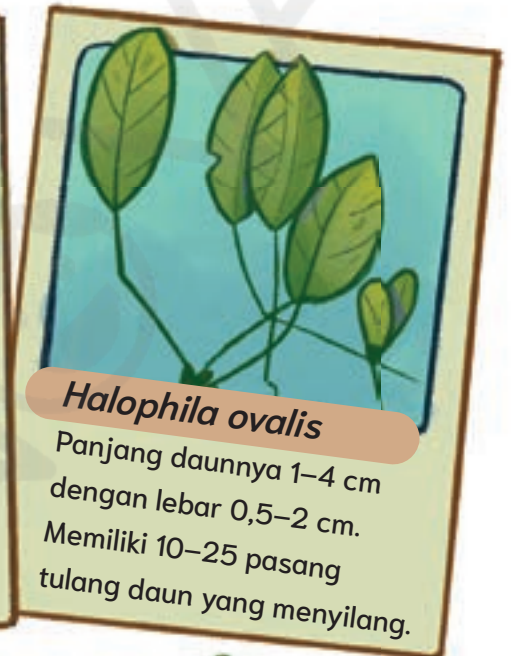 Halophila ovalis
Panjang daunnya 1–4 cm
dengan lebar 0,5–2 cm.
Memiliki 10–25 pasang
tulang daun yang menyilang.